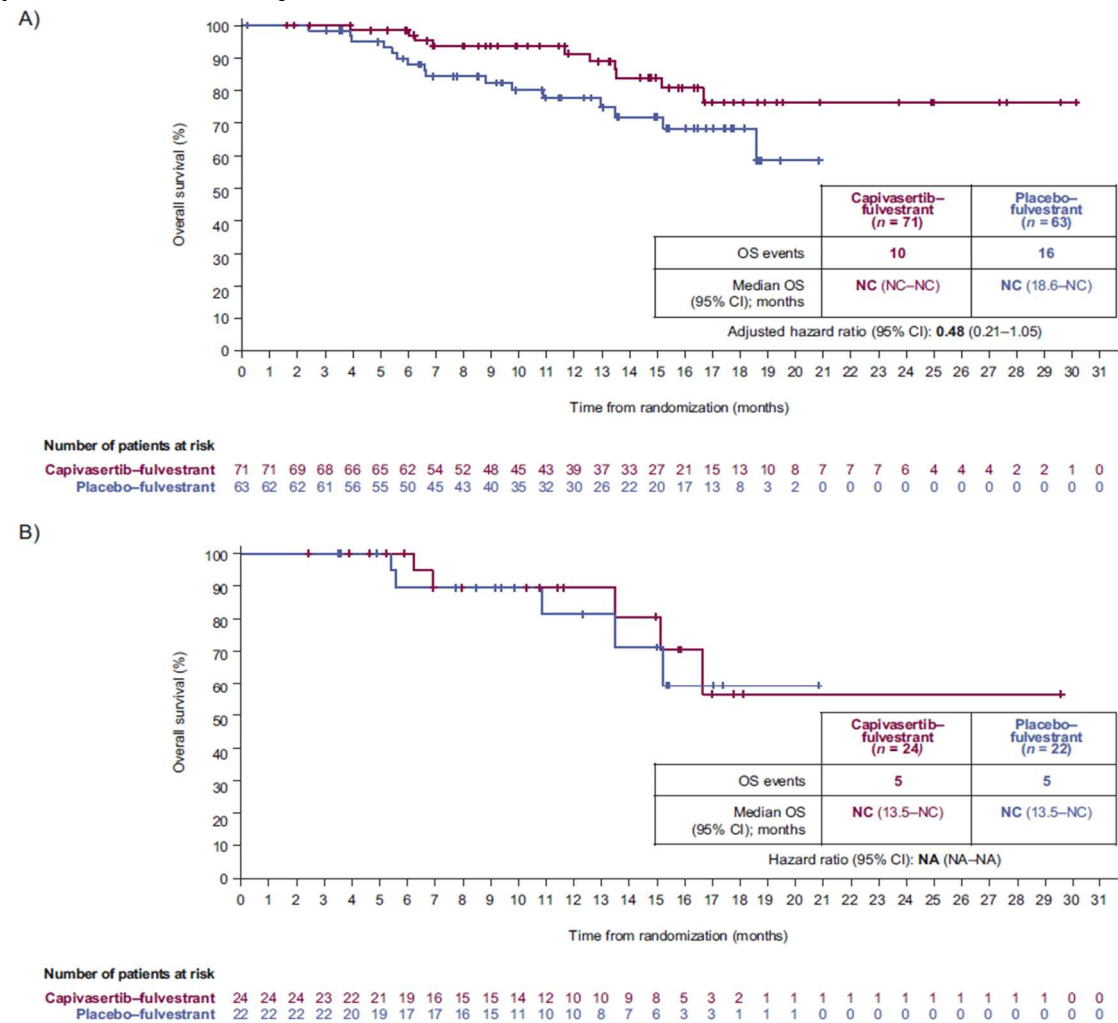 A)
100
90
80
70
60
50
40
30
20
10
0
Overall survival (%)
Capivasertib–
fulvestrant
(n = 71)
Placebo–
fulvestrant
(n = 63)
OS events 10 16
Median OS
(95% CI); months
NC (NC–NC) NC (18.6–NC)
Adjusted hazard ratio (95% CI): 0.48 (0.21–1.05)
0 1 2 3 4 5 6 7 8 9 10 11 12 13 14 15 16 17 18 19 20 21 22 23 24 25 26 27 28 29 30 31
Time from randomization (months)
Number of patients at risk
Capivasertib–fulvestrant 71 71 69 68 66 65 62 54 52 48 45 43 39 37 33 27 21 15 13 10 8 7 7 7 6 4 4 4 2 2 1 0
Placebo–fulvestrant 63 62 62 61 56 55 50 45 43 40 35 32 30 26 22 20 17 13 8 3 2 0 0 0 0 0 0 0 0 0 0 0
B)
100
90
80
70
60
50
40
30
20
10
0
Overall survival (%)
Capivasertib–
fulvestrant
(n = 24)
Placebo–
fulvestrant
(n = 22)
OS events 5 5
Median OS
(95% CI); months
NC (13.5–NC) NC (13.5–NC)
Hazard ratio (95% CI): NA (NA–NA)
0 1 2 3 4 5 6 7 8 9 10 11 12 13 14 15 16 17 18 19 20 21 22 23 24 25 26 27 28 29 30 31
Time from randomization (months)
Number of patients at risk
Capivasertib–fulvestrant 24 24 24 23 22 21 19 16 15 15 14 12 10 10 9 8 5 3 2 1 1 1 1 1 1 1 1 1 1 1 0 0
Placebo–fulvestrant 22 22 22 22 20 19 17 17 16 15 11 10 10 8 7 6 3 3 1 1 1 0 0 0 0 0 0 0 0 0 0 0